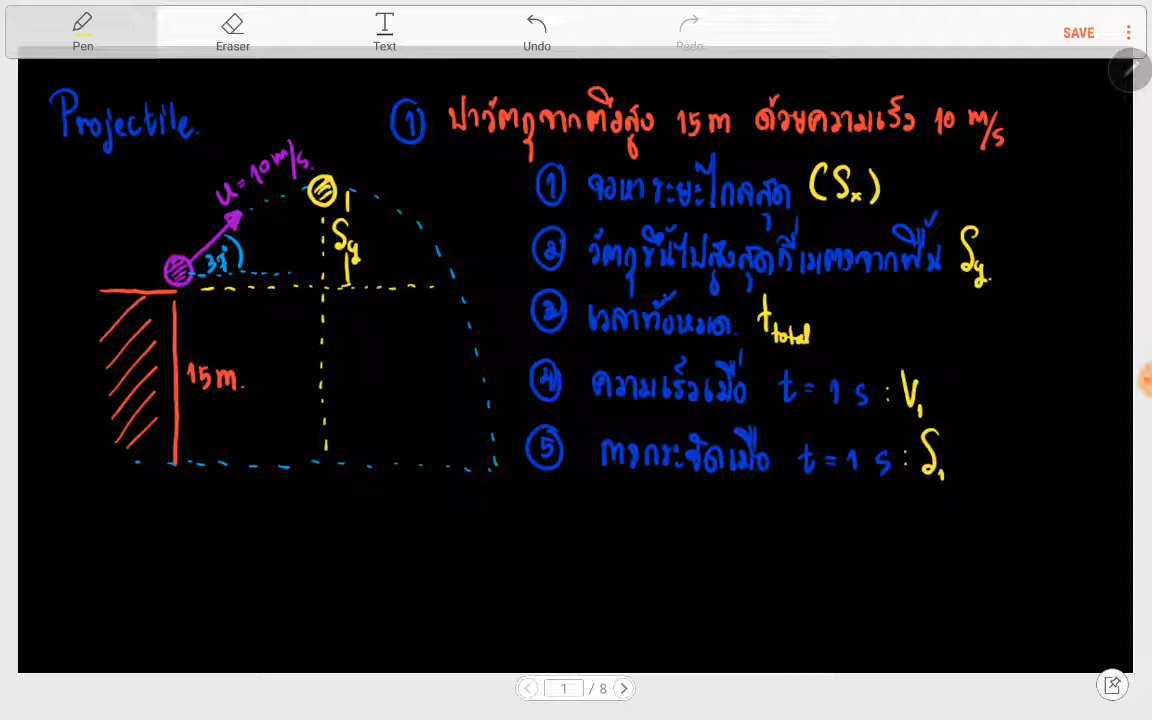 Pen Eraser Text Undo Redo SAVE
Projectile.
① ปาวัตถุจากตึกสูง 15 m ด้วยความเร็ว 10 m/s
u = 10 m/s.
37°
Sy
15 m.
① จงหาระยะไกลสุด (Sx)
② วัตถุขึ้นไปสูงสุดกี่เมตรจากพื้น Sy
③ เวลาทั้งหมด. t total
④ ความเร็วเมื่อ t = 1 s : V1
⑤ การกระจัดเมื่อ t = 1 s : S1
1 / 8